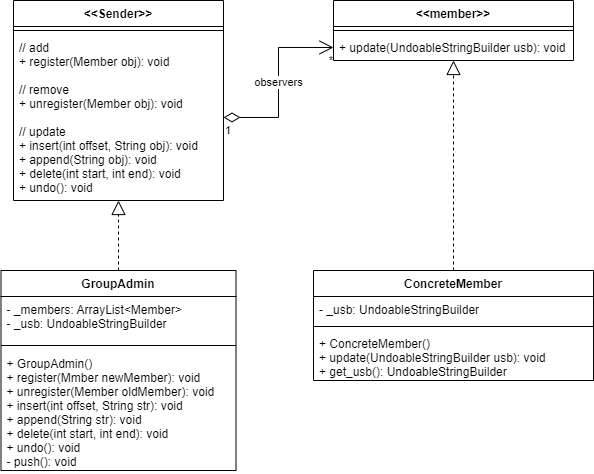 <<Sender>>
// add
+ register(Member obj): void
// remove
+ unregister(Member obj): void
// update
+ insert(int offset, String obj): void
+ append(String obj): void
+ delete(int start, int end): void
+ undo(): void
<<member>>
+ update(UndoableStringBuilder usb): void
*
observers
1
GroupAdmin
- _members: ArrayList<Member>
- _usb: UndoableStringBuilder
+ GroupAdmin()
+ register(Mmber newMember): void
+ unregister(Member oldMember): void
+ insert(int offset, String str): void
+ append(String str): void
+ delete(int start, int end): void
+ undo(): void
- push(): void
ConcreteMember
- _usb: UndoableStringBuilder
+ ConcreteMember()
+ update(UndoableStringBuilder usb): void
+ get_usb(): UndoableStringBuilder